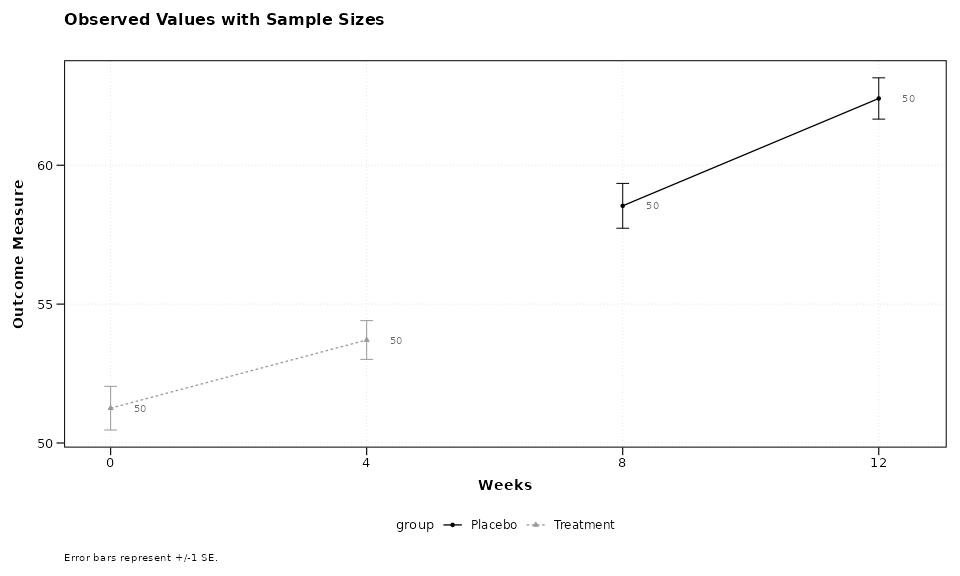 Observed Values with Sample Sizes
Outcome Measure
60
55
50
50
50
50
50
0 4 8 12
Weeks
group Placebo Treatment
Error bars represent +/-1 SE.